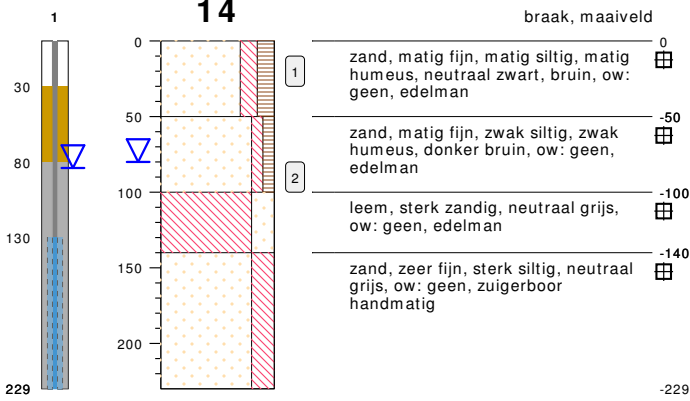 1
14
braak, maaiveld
0
30
50
80
100
130
150
200
229
1
2
0
zand, matig fijn, matig siltig, matig
humeus, neutraal zwart, bruin, ow:
geen, edelman
-50
zand, matig fijn, zwak siltig, zwak
humeus, donker bruin, ow: geen,
edelman
-100
leem, sterk zandig, neutraal grijs,
ow: geen, edelman
-140
zand, zeer fijn, sterk siltig, neutraal
grijs, ow: geen, zuigerboor
handmatig
-229